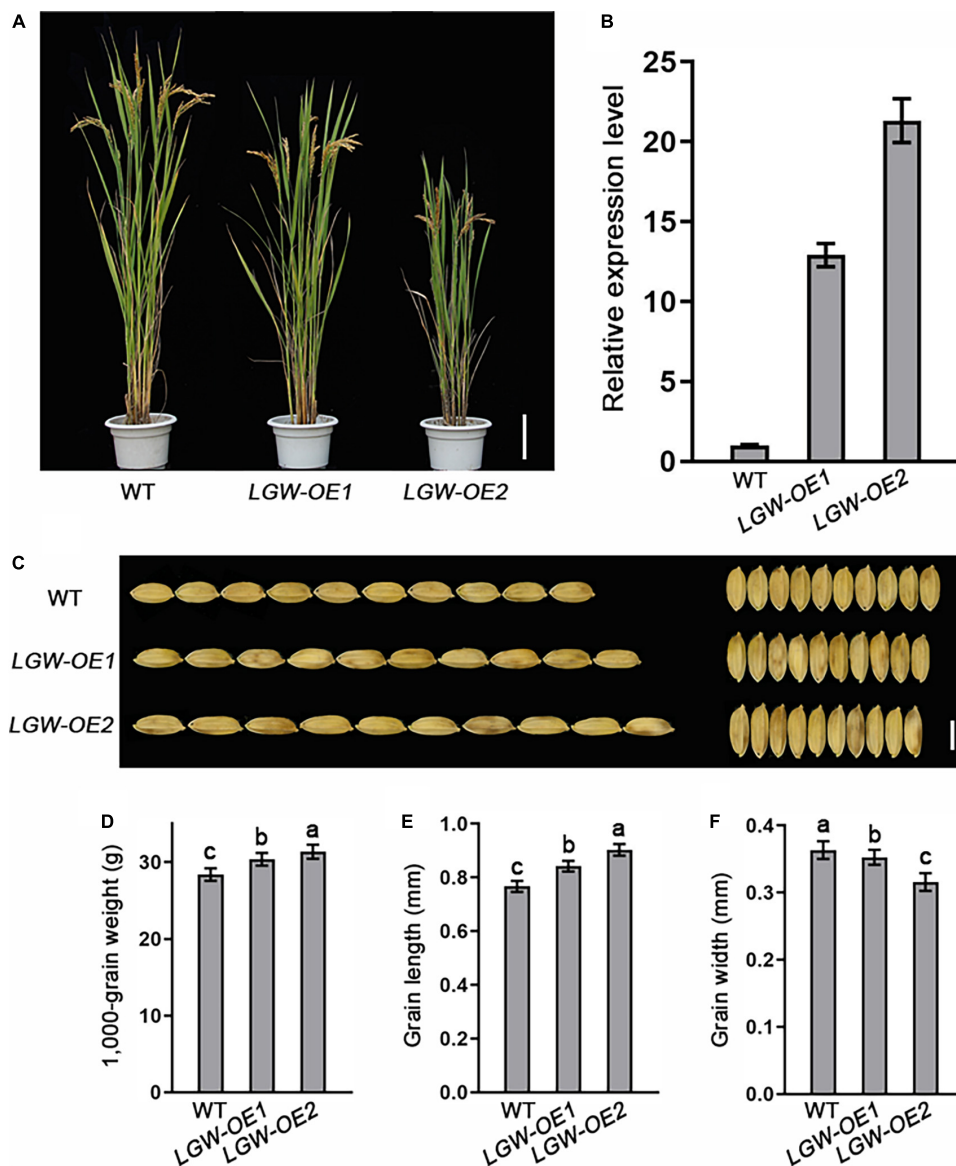 A
WT
LGW-OE1
LGW-OE2
B
Relative expression level
25
20
15
10
5
0
WT
LGW-OE1
LGW-OE2
C
WT
LGW-OE1
LGW-OE2
D
1,000-grain weight (g)
30
20
10
0
c
b
a
WT
LGW-OE1
LGW-OE2
E
Grain length (mm)
1.0
0.8
0.6
0.4
0.2
0.0
c
b
a
WT
LGW-OE1
LGW-OE2
F
Grain width (mm)
0.4
0.3
0.2
0.1
0.0
a
b
c
WT
LGW-OE1
LGW-OE2